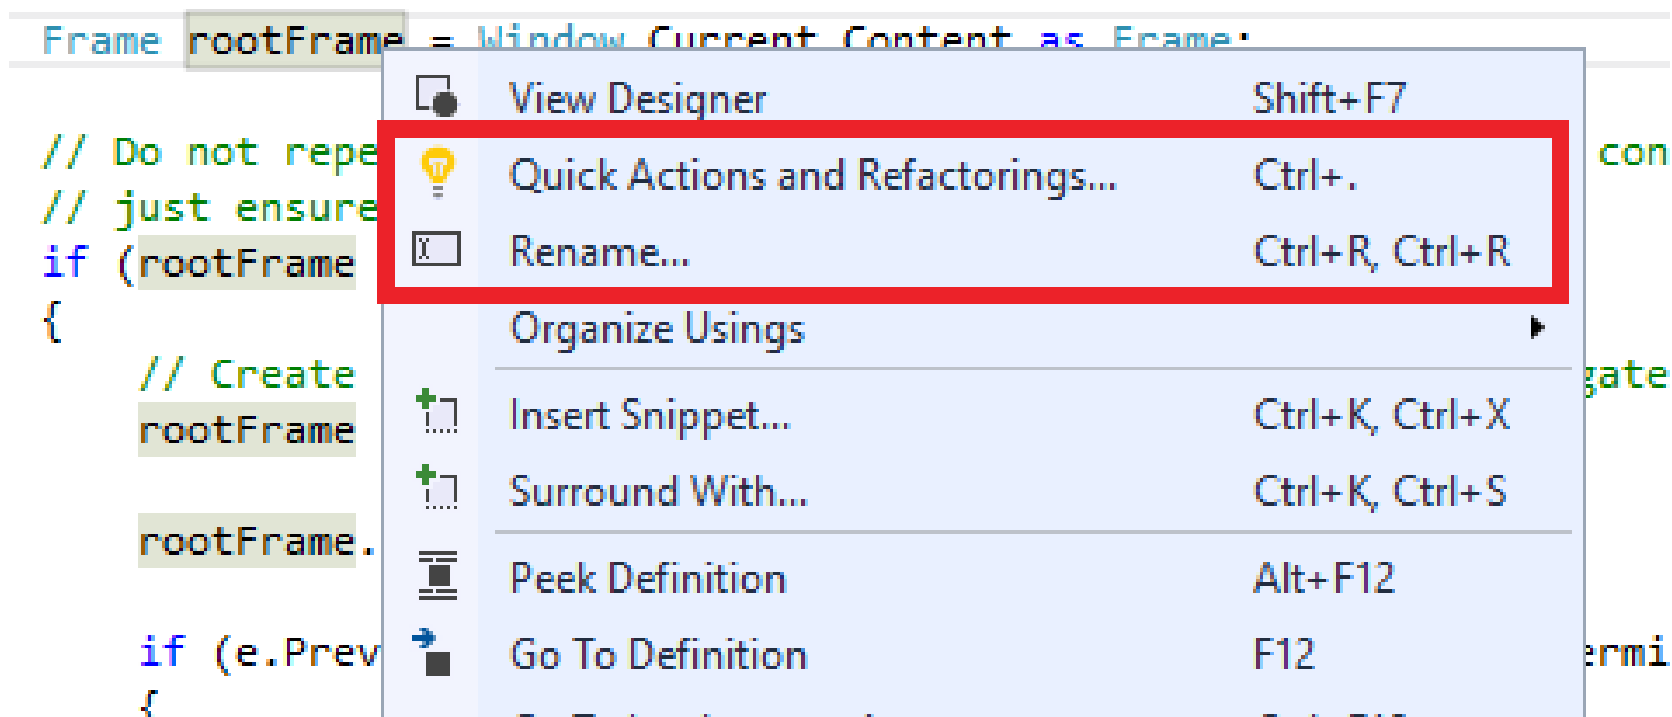 Frame rootFrame = Window.Current.Content as Frame;
View Designer Shift+F7
// Do not repe
Quick Actions and Refactorings... Ctrl+.
con
// just ensure
Rename... Ctrl+R, Ctrl+R
if (rootFrame
{
Organize Usings
// Create
gate
Insert Snippet... Ctrl+K, Ctrl+X
rootFrame
Surround With... Ctrl+K, Ctrl+S
rootFrame.
Peek Definition Alt+F12
if (e.Prev
Go To Definition F12
ermi
{